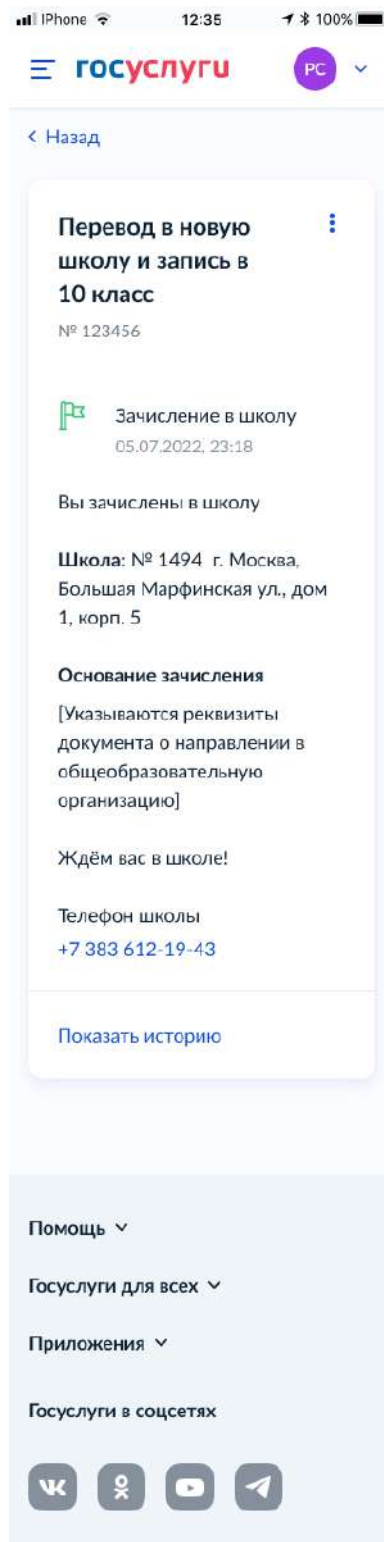 IPhone 12:35 100%
госуслуги РС
Назад
Перевод в новую
школу и запись в
10 класс
№ 123456
Зачисление в школу
05.07.2022, 23:18
Вы зачислены в школу
Школа: № 1494 г. Москва,
Большая Марфинская ул., дом
1, корп. 5
Основание зачисления
[Указываются реквизиты
документа о направлении в
общеобразовательную
организацию]
Ждём вас в школе!
Телефон школы
+7 383 612-19-43
Показать историю
Помощь
Госуслуги для всех
Приложения
Госуслуги в соцсетях